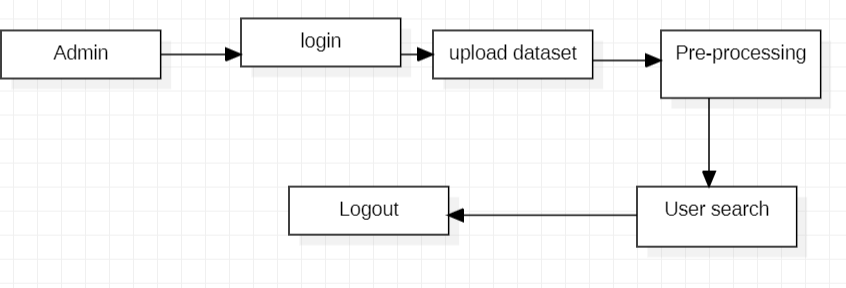 Admin
login
upload dataset
Pre-processing
User search
Logout